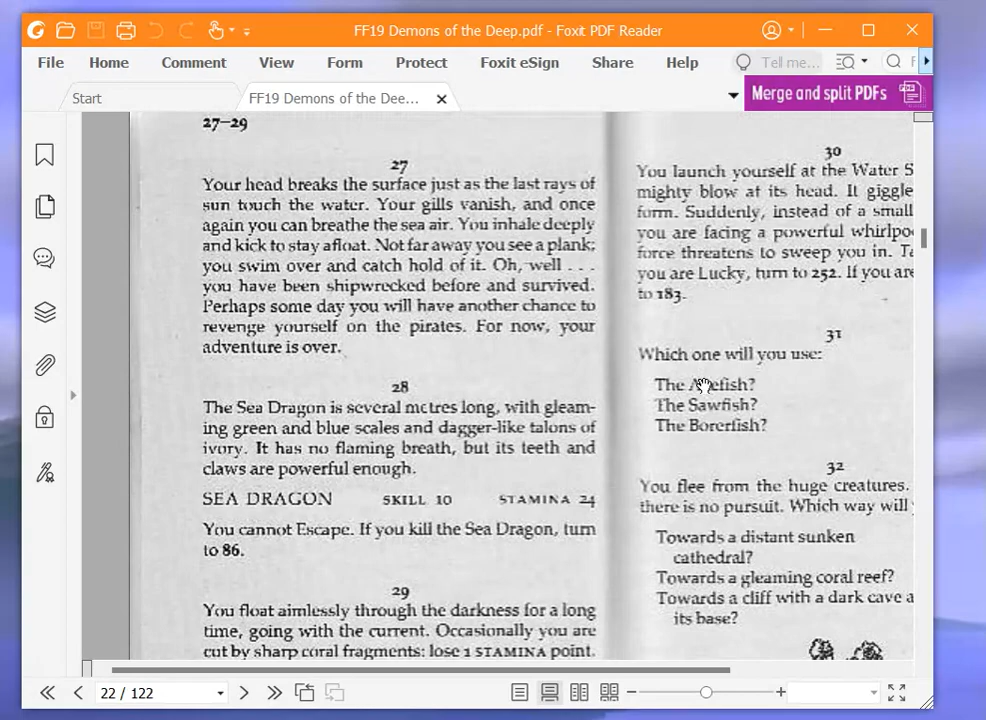 FF19 Demons of the Deep.pdf - Foxit PDF Reader
File Home Comment View Form Protect Foxit eSign Share Help Tell me... F
Start FF19 Demons of the Dee... Merge and split PDFs
27–29
27
Your head breaks the surface just as the last rays of
sun touch the water. Your gills vanish, and once
again you can breathe the sea air. You inhale deeply
and kick to stay afloat. Not far away you see a plank;
you swim over and catch hold of it. Oh, well . . .
you have been shipwrecked before and survived.
Perhaps some day you will have another chance to
revenge yourself on the pirates. For now, your
adventure is over.
28
The Sea Dragon is several metres long, with gleam-
ing green and blue scales and dagger-like talons of
ivory. It has no flaming breath, but its teeth and
claws are powerful enough.
SEA DRAGON SKILL 10 STAMINA 24
You cannot Escape. If you kill the Sea Dragon, turn
to 86.
29
You float aimlessly through the darkness for a long
time, going with the current. Occasionally you are
cut by sharp coral fragments: lose 1 STAMINA point.
30
You launch yourself at the Water S
mighty blow at its head. It giggle
form. Suddenly, instead of a small
you are facing a powerful whirlpo
force threatens to sweep you in. Te
you are Lucky, turn to 252. If you are
to 183.
31
Which one will you use:
The
The Sawfish?
The Borerfish?
32
You flee from the huge creatures.
there is no pursuit. Which way will
Towards a distant sunken
cathedral?
Towards a gleaming coral reef?
Towards a cliff with a dark cave a
its base?
22 / 122